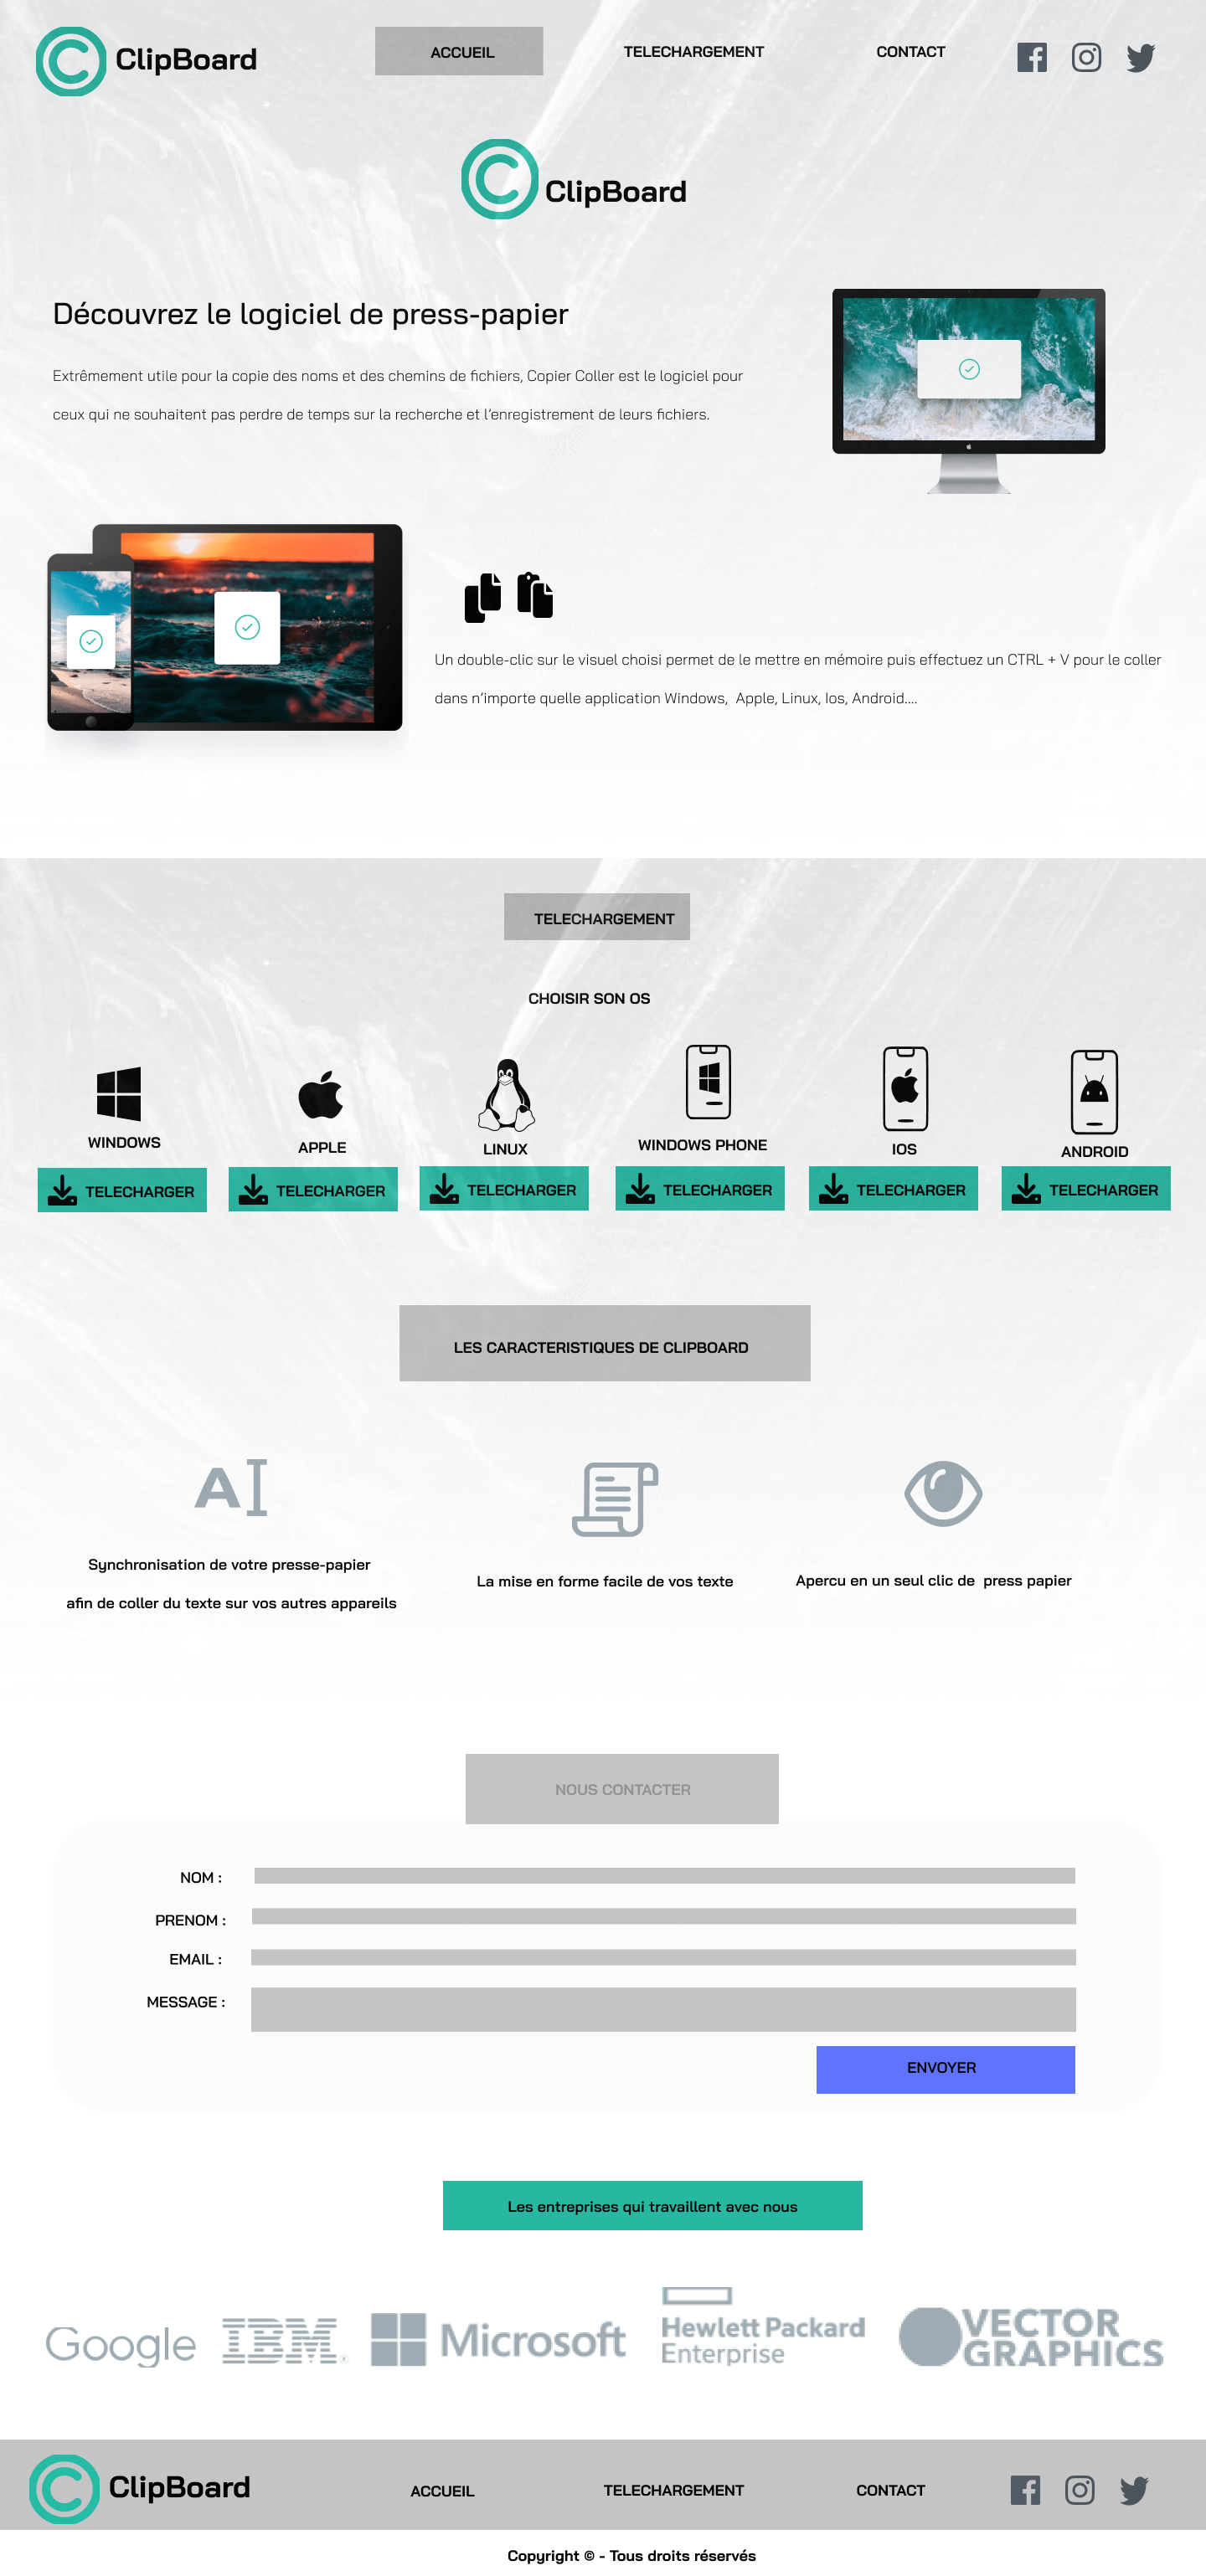 ClipBoard
ACCUEIL
TELECHARGEMENT
CONTACT
ClipBoard
Découvrez le logiciel de press-papier
Extrêmement utile pour la copie des noms et des chemins de fichiers, Copier Coller est le logiciel pour
ceux qui ne souhaitent pas perdre de temps sur la recherche et l’enregistrement de leurs fichiers.
Un double-clic sur le visuel choisi permet de le mettre en mémoire puis effectuez un CTRL + V pour le coller
dans n’importe quelle application Windows, Apple, Linux, Ios, Android....
TELECHARGEMENT
CHOISIR SON OS
WINDOWS
APPLE
LINUX
WINDOWS PHONE
IOS
ANDROID
TELECHARGER
TELECHARGER
TELECHARGER
TELECHARGER
TELECHARGER
TELECHARGER
LES CARACTERISTIQUES DE CLIPBOARD
AI
Synchronisation de votre presse-papier
afin de coller du texte sur vos autres appareils
La mise en forme facile de vos texte
Apercu en un seul clic de press papier
NOUS CONTACTER
NOM :
PRENOM :
EMAIL :
MESSAGE :
ENVOYER
Les entreprises qui travaillent avec nous
Google
IBM
Microsoft
Hewlett Packard
Enterprise
VECTOR
GRAPHICS
ClipBoard
ACCUEIL
TELECHARGEMENT
CONTACT
Copyright © - Tous droits réservés